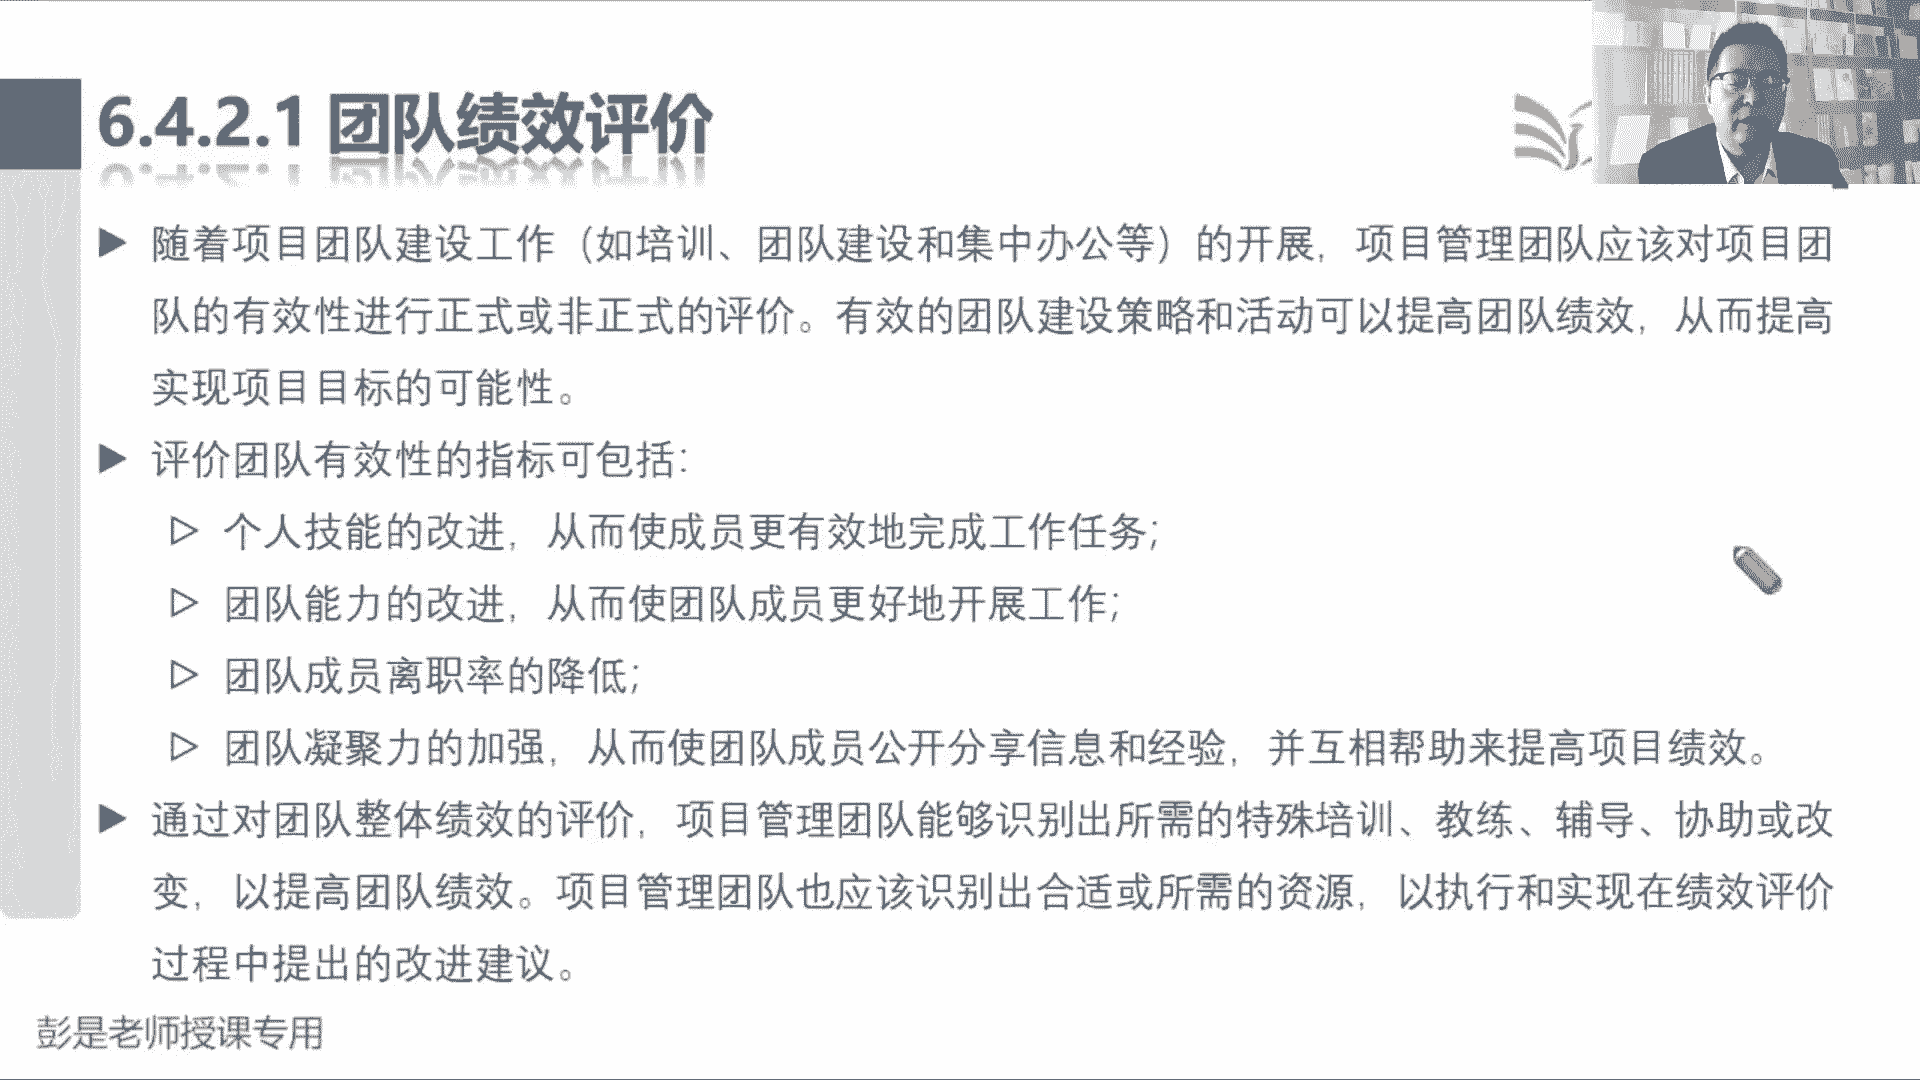 6.4.2.1 团队绩效评价
随着项目团队建设工作（如培训、团队建设和集中办公等）的开展，项目管理团队应该对项目团
队的有效性进行正式或非正式的评价。有效的团队建设策略和活动可以提高团队绩效，从而提高
实现项目目标的可能性。
评价团队有效性的指标可包括：
个人技能的改进，从而使成员更有效地完成工作任务；
团队能力的改进，从而使团队成员更好地开展工作；
团队成员离职率的降低；
团队凝聚力的加强，从而使团队成员公开分享信息和经验，并互相帮助来提高项目绩效。
通过对团队整体绩效的评价，项目管理团队能够识别出所需的特殊培训、教练、辅导、协助或改
变，以提高团队绩效。项目管理团队也应该识别出合适或所需的资源，以执行和实现在绩效评价
过程中提出的改进建议。
彭是老师授课专用